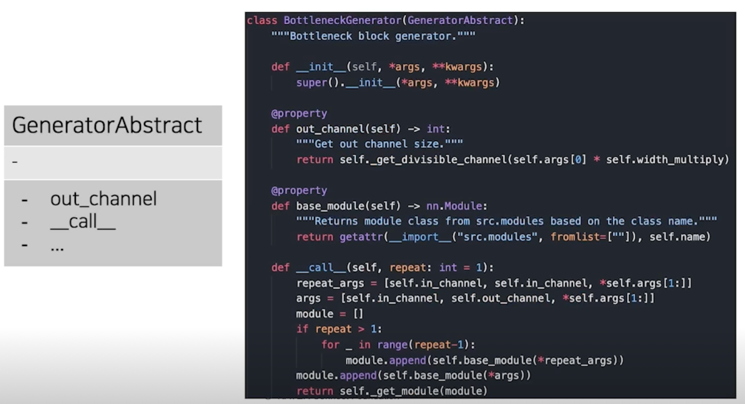 GeneratorAbstract
-
- out_channel
- __call__
- ...
class BottleneckGenerator(GeneratorAbstract):
    """Bottleneck block generator."""

    def __init__(self, *args, **kwargs):
        super().__init__(*args, **kwargs)

    @property
    def out_channel(self) -> int:
        """Get out channel size."""
        return self._get_divisible_channel(self.args[0] * self.width_multiply)

    @property
    def base_module(self) -> nn.Module:
        """Returns module class from src.modules based on the class name."""
        return getattr(__import__("src.modules", fromlist=[""]), self.name)

    def __call__(self, repeat: int = 1):
        repeat_args = [self.in_channel, self.in_channel, *self.args[1:]]
        args = [self.in_channel, self.out_channel, *self.args[1:]]
        module = []
        if repeat > 1:
            for _ in range(repeat-1):
                module.append(self.base_module(*repeat_args))
        module.append(self.base_module(*args))
        return self._get_module(module)